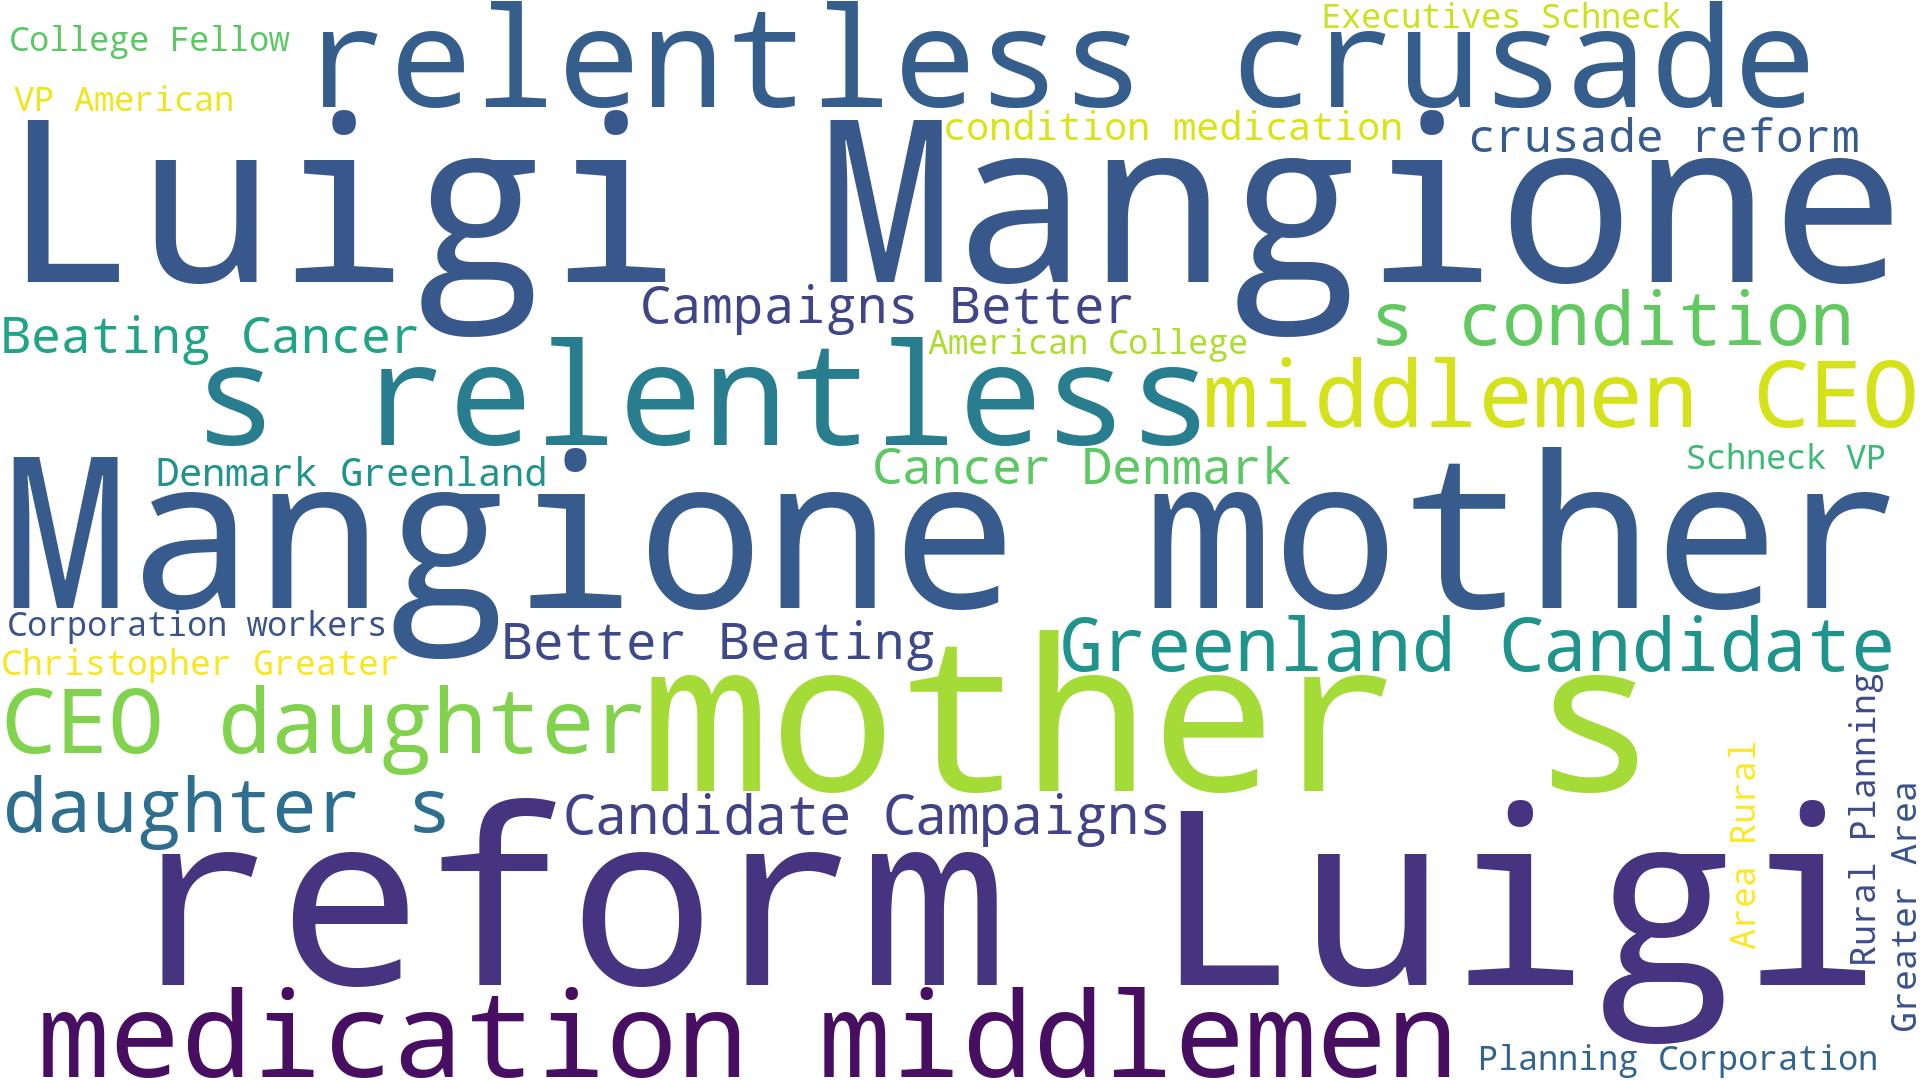 relentless crusade
Executives Schneck
College Fellow
VP American
condition medication
crusade reform
Luigi Mangione
Campaigns Better
s condition
Beating Cancer
American College
s relentless
middlemen CEO
Denmark Greenland
Cancer Denmark
Schneck VP
Mangione mother
Corporation workers
Better Beating
Greenland Candidate
Christopher Greater
CEO daughter
mother s
daughter s
Candidate Campaigns
Area Rural
Rural Planning
Greater Area
reform Luigi
medication middlemen
Planning Corporation